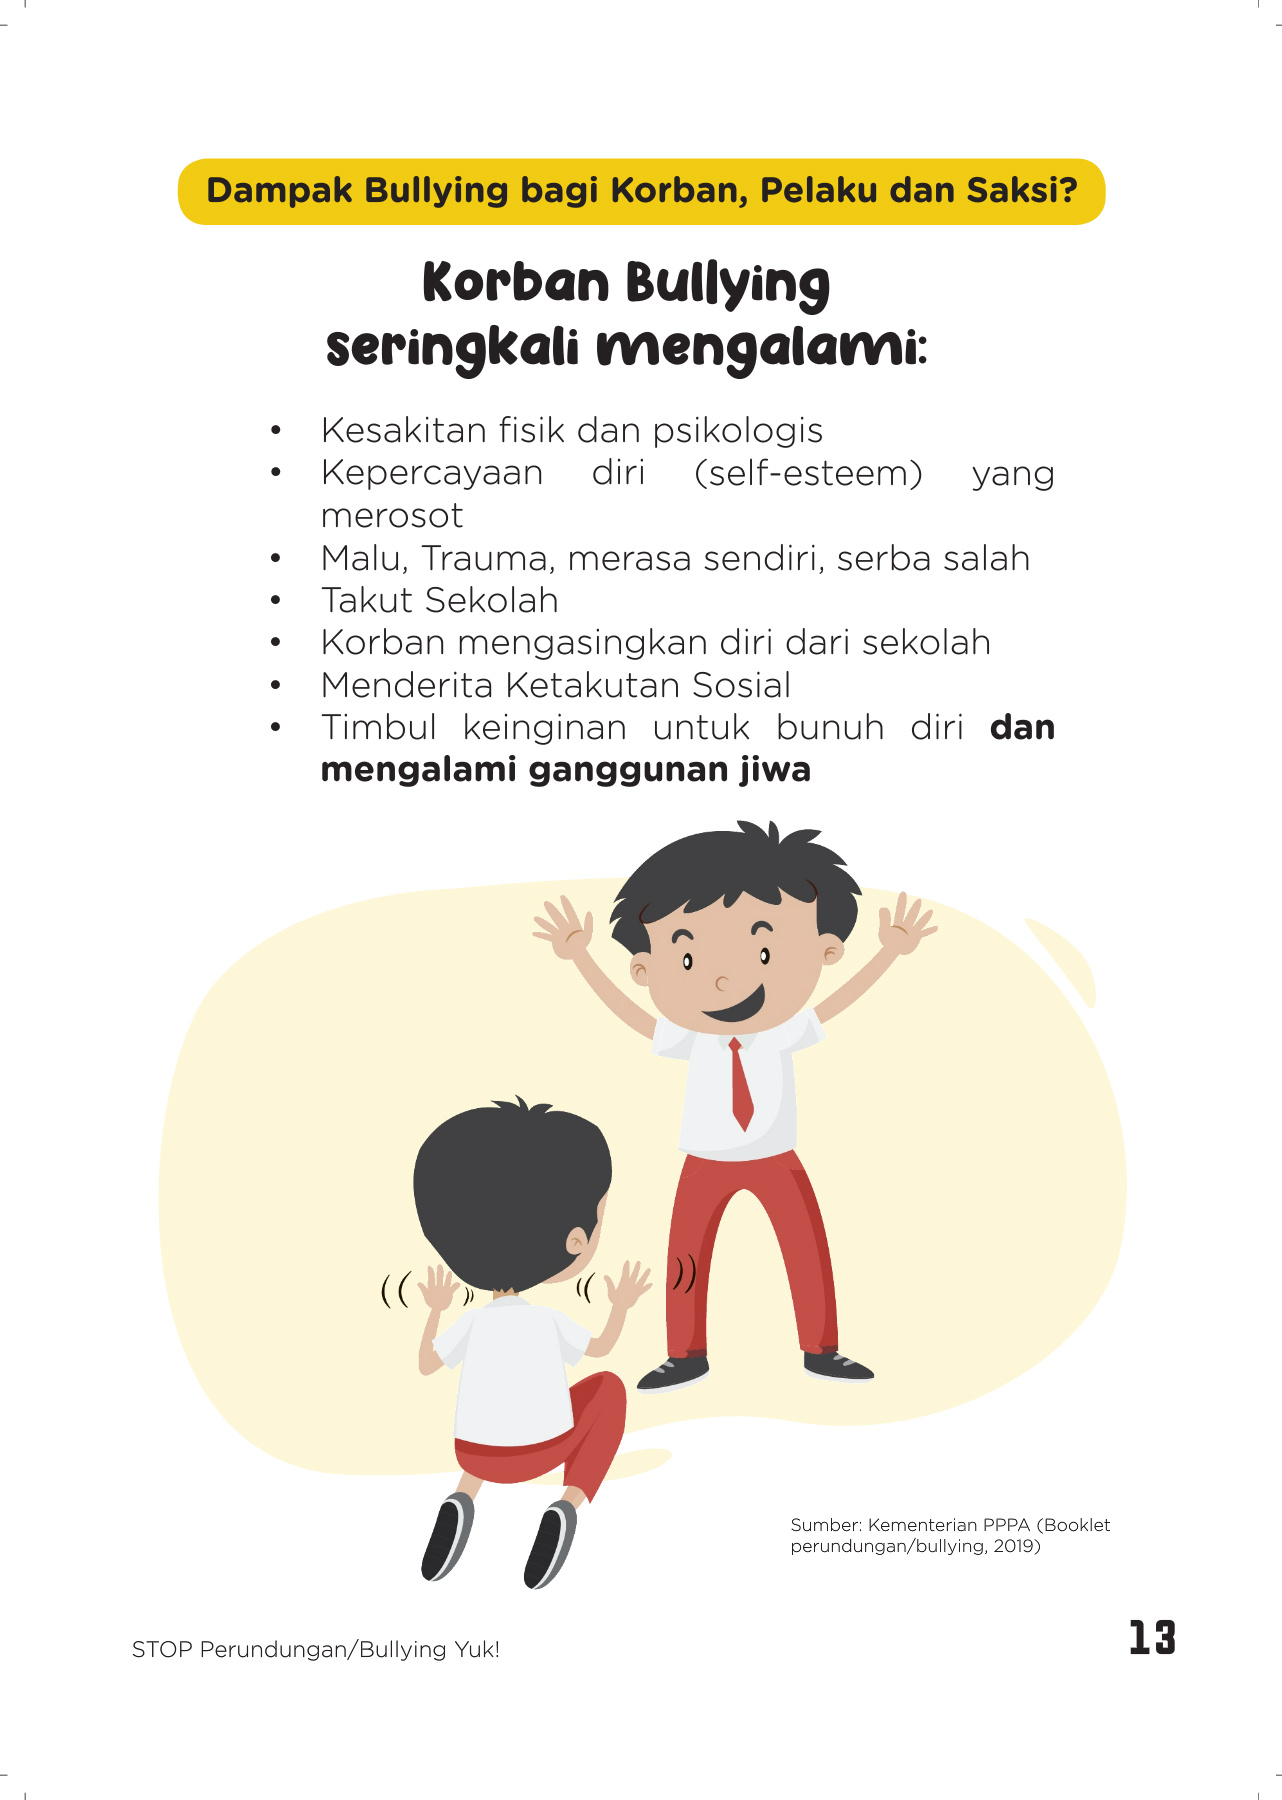 Dampak Bullying bagi Korban, Pelaku dan Saksi?
Korban Bullying
seringkali mengalami:
• Kesakitan fisik dan psikologis
• Kepercayaan diri (self-esteem) yang
merosot
• Malu, Trauma, merasa sendiri, serba salah
• Takut Sekolah
• Korban mengasingkan diri dari sekolah
• Menderita Ketakutan Sosial
• Timbul keinginan untuk bunuh diri dan
mengalami ganggunan jiwa
Sumber: Kementerian PPPA (Booklet
perundungan/bullying, 2019)
STOP Perundungan/Bullying Yuk!
13